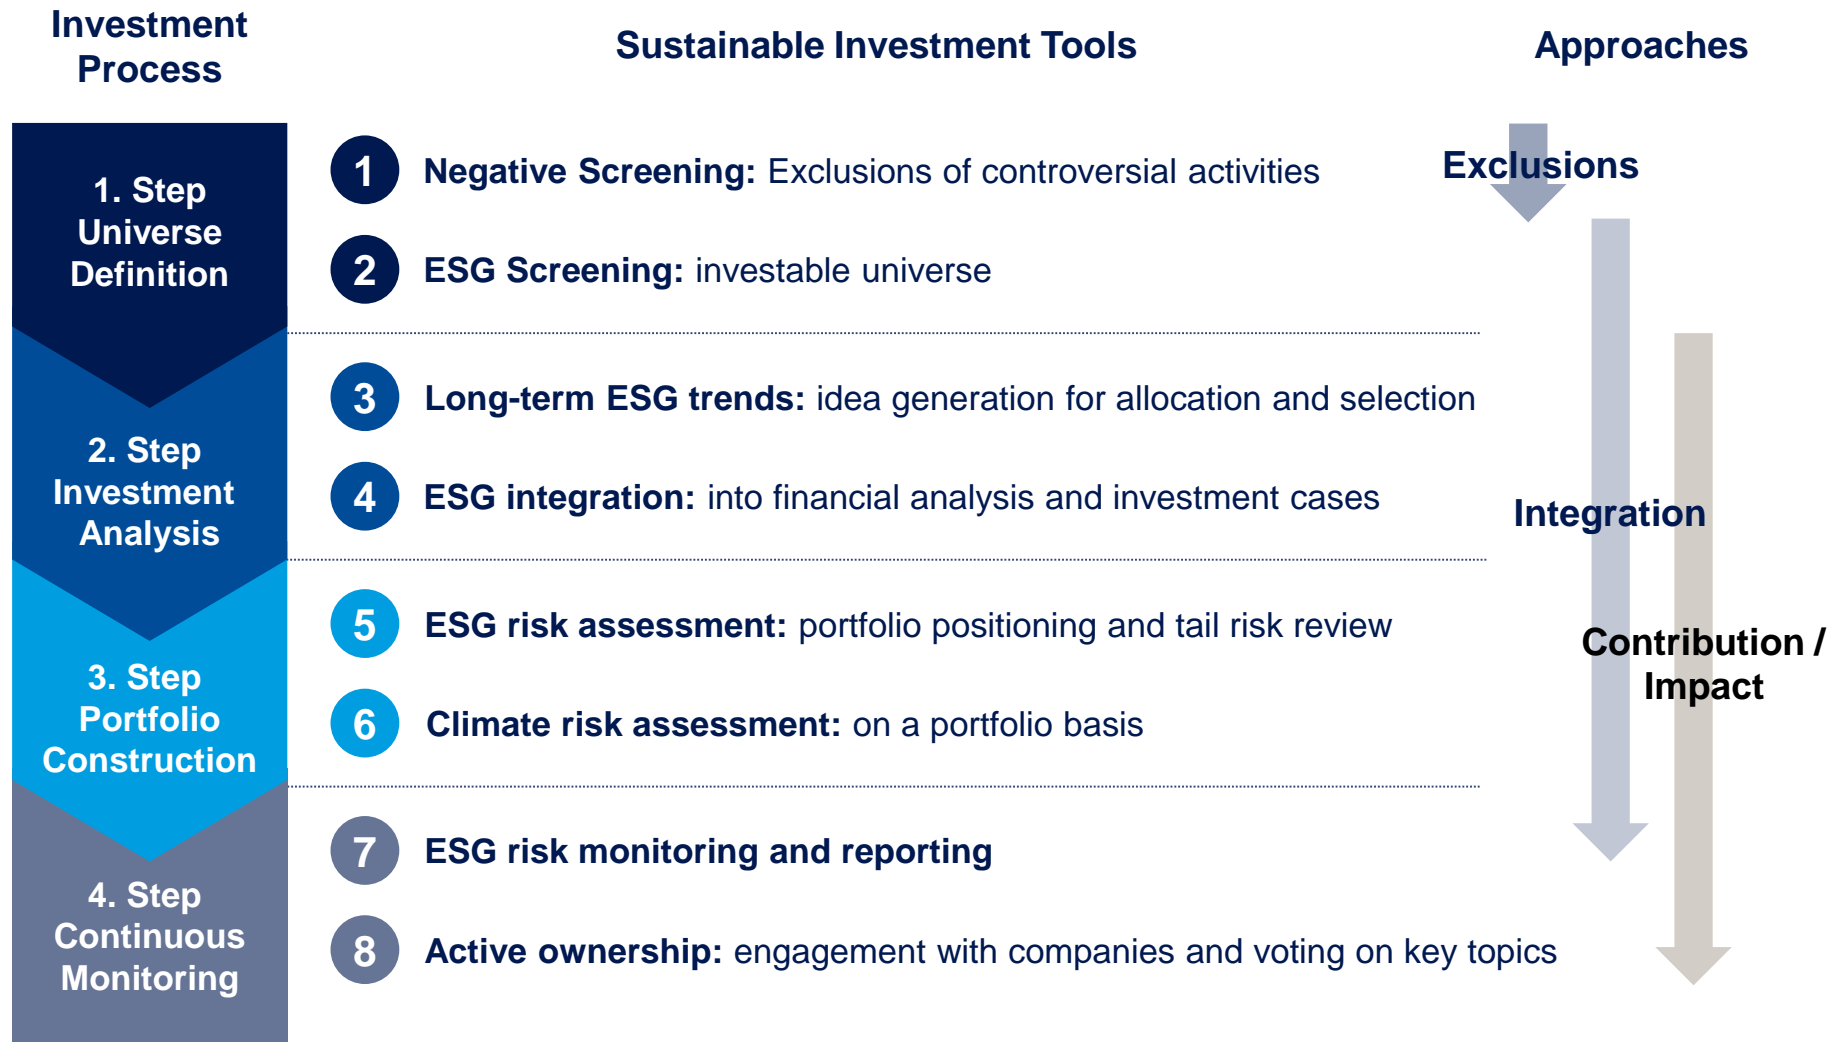 Investment
Process
Sustainable Investment Tools
Approaches
1. Step
Universe
Definition
1 Negative Screening: Exclusions of controversial activities
2 ESG Screening: investable universe
Exclusions
2. Step
Investment
Analysis
3 Long-term ESG trends: idea generation for allocation and selection
4 ESG integration: into financial analysis and investment cases
Integration
3. Step
Portfolio
Construction
5 ESG risk assessment: portfolio positioning and tail risk review
6 Climate risk assessment: on a portfolio basis
Contribution /
Impact
4. Step
Continuous
Monitoring
7 ESG risk monitoring and reporting
8 Active ownership: engagement with companies and voting on key topics